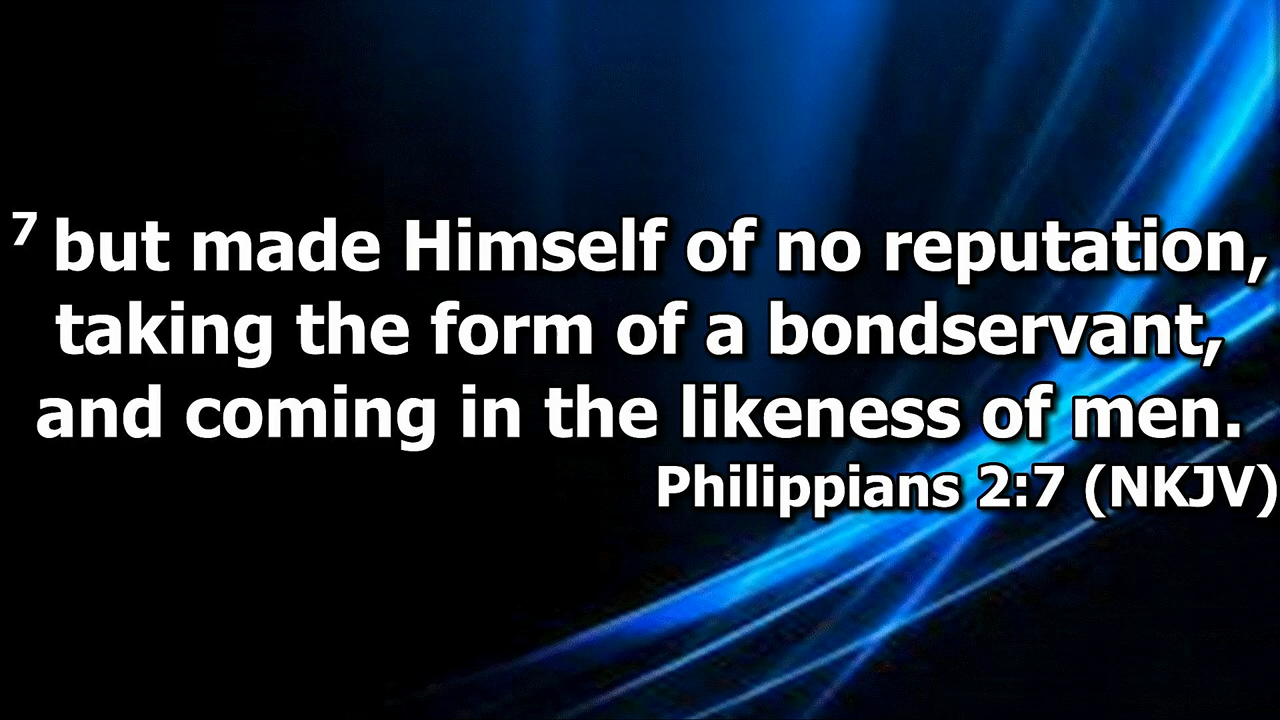 7 but made Himself of no reputation,
taking the form of a bondservant,
and coming in the likeness of men.
Philippians 2:7 (NKJV)